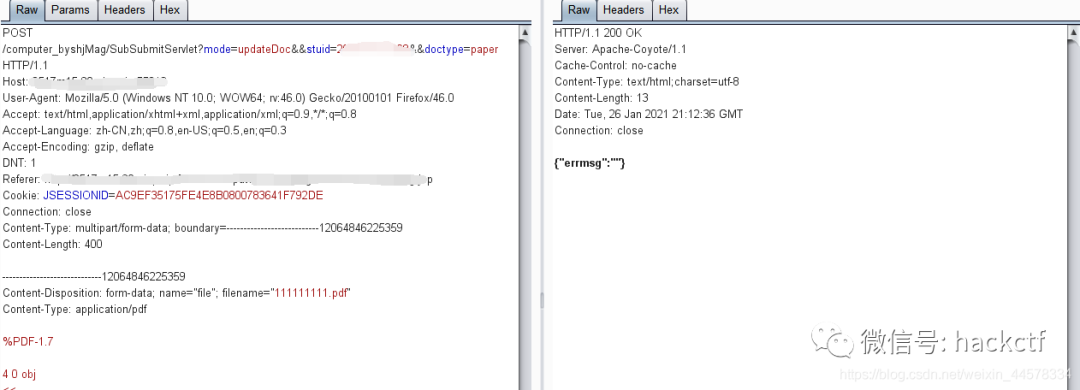 Raw Params Headers Hex
POST
/computer_byshjMag/SubSubmitServlet?mode=updateDoc&&stuid=2 &&doctype=paper
HTTP/1.1
Host:
User-Agent: Mozilla/5.0 (Windows NT 10.0; WOW64; rv:46.0) Gecko/20100101 Firefox/46.0
Accept: text/html,application/xhtml+xml,application/xml;q=0.9,*/*;q=0.8
Accept-Language: zh-CN,zh;q=0.8,en-US;q=0.5,en;q=0.3
Accept-Encoding: gzip, deflate
DNT: 1
Referer:
Cookie: JSESSIONID=AC9EF35175FE4E8B0800783641F792DE
Connection: close
Content-Type: multipart/form-data; boundary=---------------------------12064846225359
Content-Length: 400
-----------------------------12064846225359
Content-Disposition: form-data; name="file"; filename="111111111.pdf"
Content-Type: application/pdf
%PDF-1.7
4 0 obj
<<
Raw Headers Hex
HTTP/1.1 200 OK
Server: Apache-Coyote/1.1
Cache-Control: no-cache
Content-Type: text/html;charset=utf-8
Content-Length: 13
Date: Tue, 26 Jan 2021 21:12:36 GMT
Connection: close
{"errmsg":""}
微信号: hackctf
https://blog.csdn.net/weixin_44578334